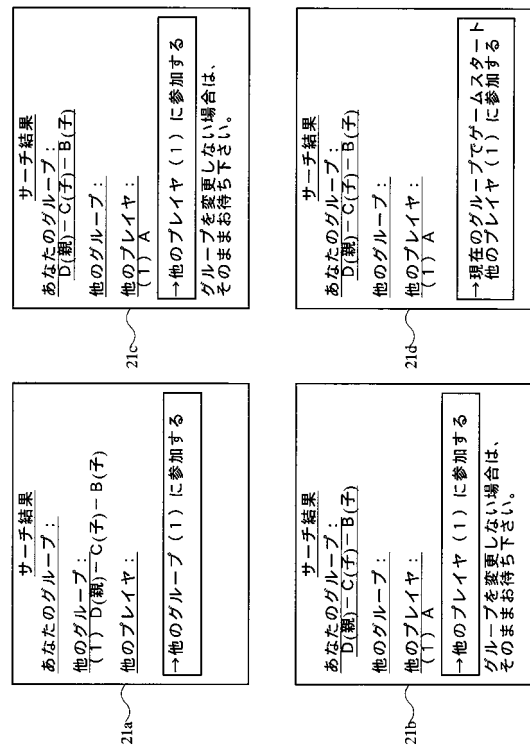 サーチ結果
あなたのグループ：
他のグループ：
(1) D(親)－C(子)－B(子)
他のプレイヤ：
→他のグループ (1) に参加する
21a
サーチ結果
あなたのグループ：
D(親)－C(子)－B(子)
他のグループ：
他のプレイヤ：
(1) A
→他のプレイヤ (1) に参加する
グループを変更しない場合は、
そのままお待ち下さい。
21b
サーチ結果
あなたのグループ：
D(親)－C(子)－B(子)
他のグループ：
他のプレイヤ：
(1) A
→他のプレイヤ (1) に参加する
グループを変更しない場合は、
そのままお待ち下さい。
21c
サーチ結果
あなたのグループ：
D(親)－C(子)－B(子)
他のグループ：
他のプレイヤ：
(1) A
→現在のグループでゲームスタート
他のプレイヤ (1) に参加する
21d